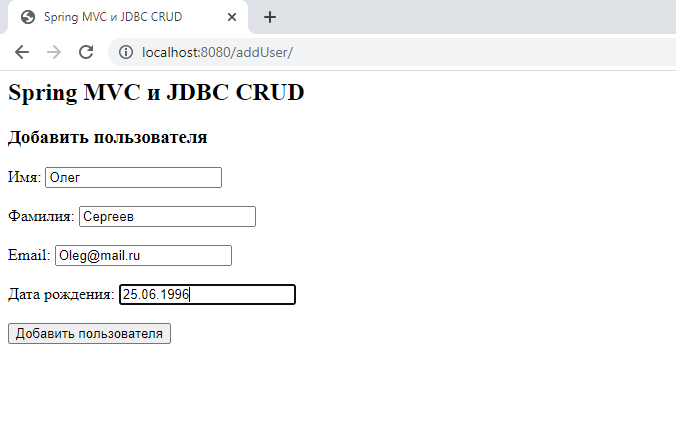 Spring MVC и JDBC CRUD
localhost:8080/addUser/
Spring MVC и JDBC CRUD
Добавить пользователя
Имя: Олег
Фамилия: Сергеев
Email: Oleg@mail.ru
Дата рождения: 25.06.1996
Добавить пользователя